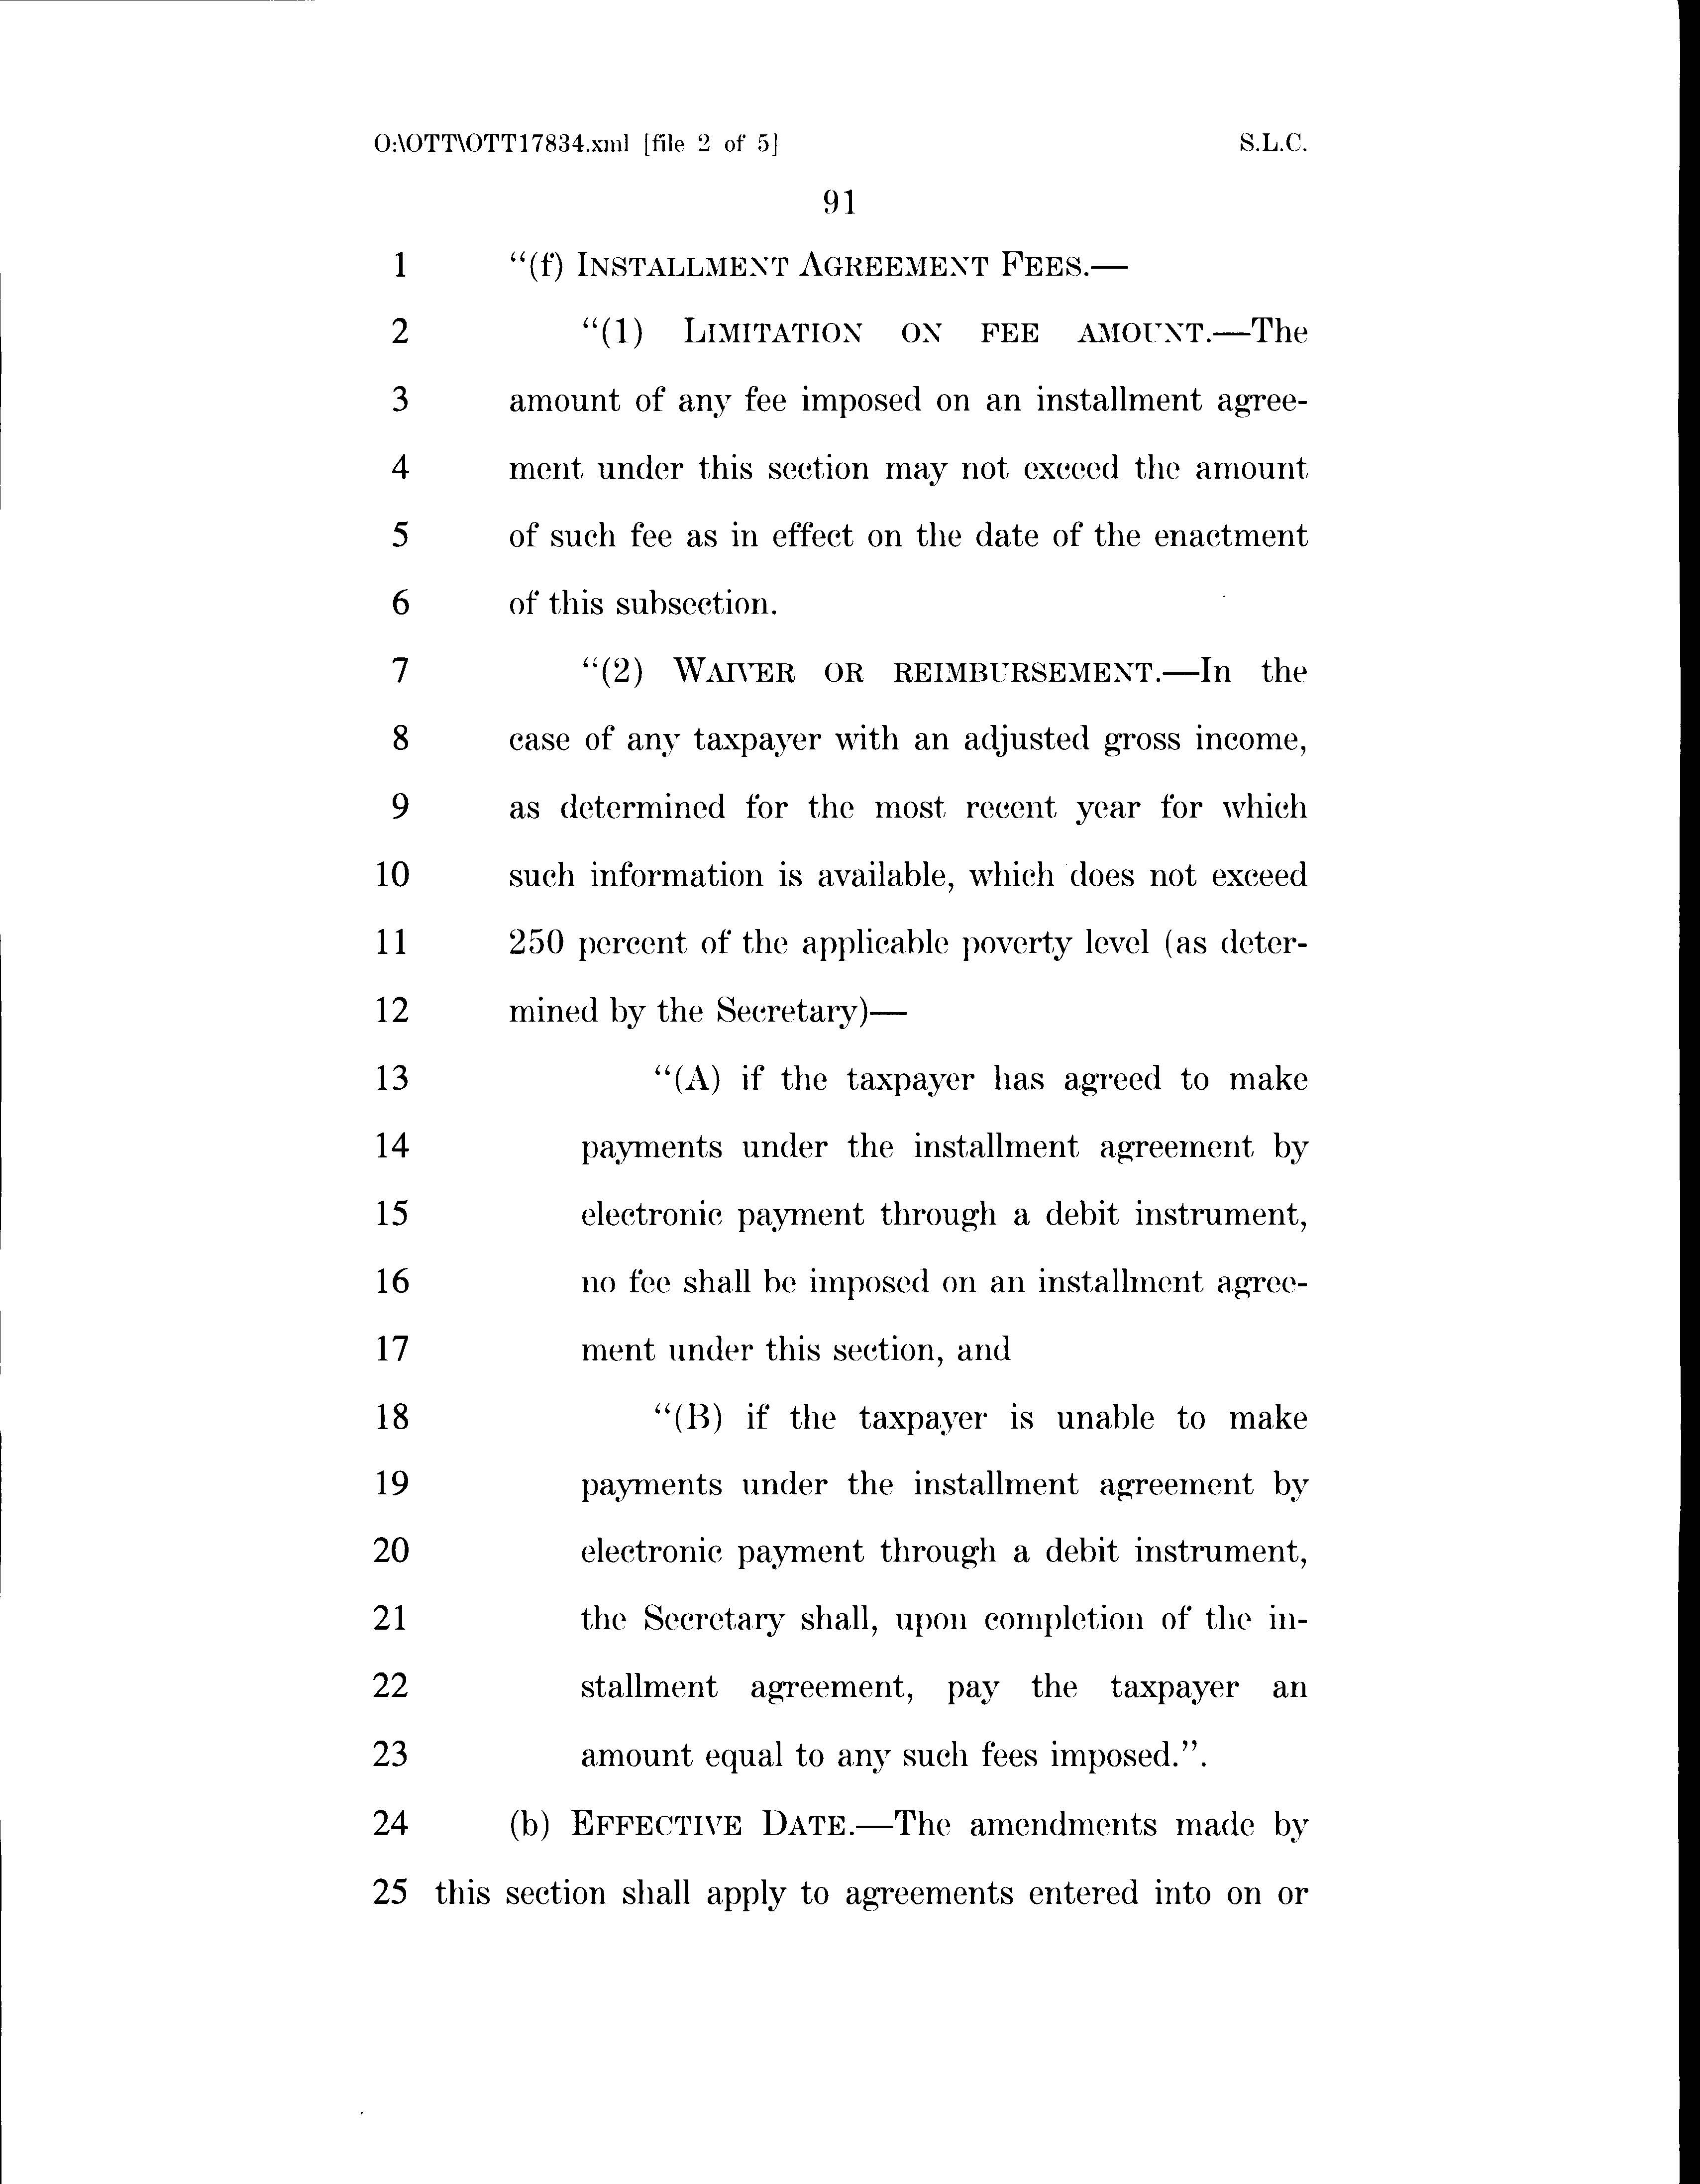 O:\OTT\OTT17834.xml [file 2 of 5] S.L.C.
91
1 “(f) INSTALLMENT AGREEMENT FEES.—
2 “(1) LIMITATION ON FEE AMOUNT.—The
3 amount of any fee imposed on an installment agree-
4 ment under this section may not exceed the amount
5 of such fee as in effect on the date of the enactment
6 of this subsection.
7 “(2) WAIVER OR REIMBURSEMENT.—In the
8 case of any taxpayer with an adjusted gross income,
9 as determined for the most recent year for which
10 such information is available, which does not exceed
11 250 percent of the applicable poverty level (as deter-
12 mined by the Secretary)—
13 “(A) if the taxpayer has agreed to make
14 payments under the installment agreement by
15 electronic payment through a debit instrument,
16 no fee shall be imposed on an installment agree-
17 ment under this section, and
18 “(B) if the taxpayer is unable to make
19 payments under the installment agreement by
20 electronic payment through a debit instrument,
21 the Secretary shall, upon completion of the in-
22 stallment agreement, pay the taxpayer an
23 amount equal to any such fees imposed.”.
24 (b) EFFECTIVE DATE.—The amendments made by
25 this section shall apply to agreements entered into on or